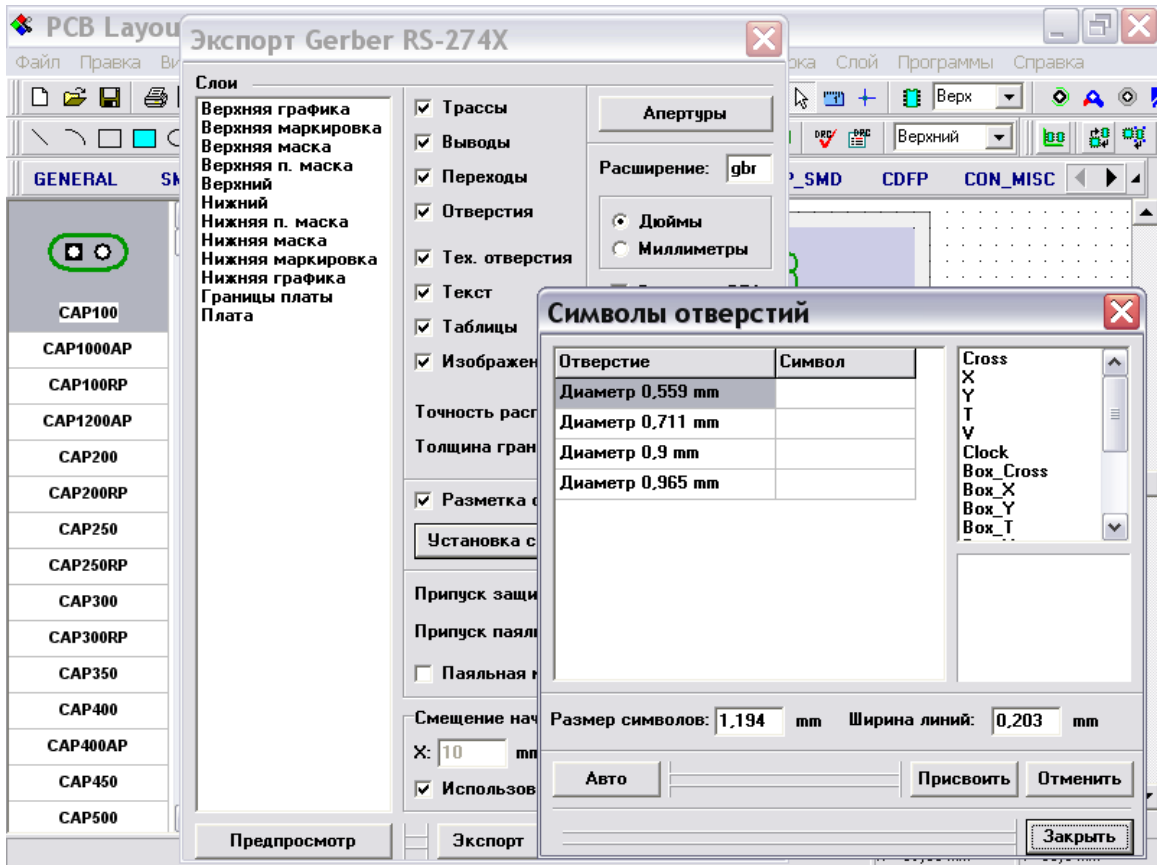 PCB Layou
Файл Правка Ви
рка Слой Программы Справка
Верх
Верхний
GENERAL
P_SMD CDFP CON_MISC
CAP100
CAP1000AP
CAP100RP
CAP1200AP
CAP200
CAP200RP
CAP250
CAP250RP
CAP300
CAP300RP
CAP350
CAP400
CAP400AP
CAP450
CAP500
Экспорт Gerber RS-274X
Слои
Верхняя графика
Верхняя маркировка
Верхняя маска
Верхняя п. маска
Верхний
Нижний
Нижняя п. маска
Нижняя маска
Нижняя маркировка
Нижняя графика
Границы платы
Плата
Трассы
Выводы
Переходы
Отверстия
Тех. отверстия
Текст
Таблицы
Изображен
Точность расп
Толщина гран
Разметка о
Установка с
Припуск защи
Припуск паял
Паяльная м
Смещение нач
X: 10 mm
Использов
Апертуры
Расширение: gbr
Дюймы
Миллиметры
Предпросмотр
Экспорт
Символы отверстий
Отверстие Символ
Диаметр 0,559 mm
Диаметр 0,711 mm
Диаметр 0,9 mm
Диаметр 0,965 mm
Cross
X
Y
T
V
Clock
Box_Cross
Box_X
Box_Y
Box_T
Размер символов: 1,194 mm Ширина линий: 0,203 mm
Авто Присвоить Отменить
Закрыть